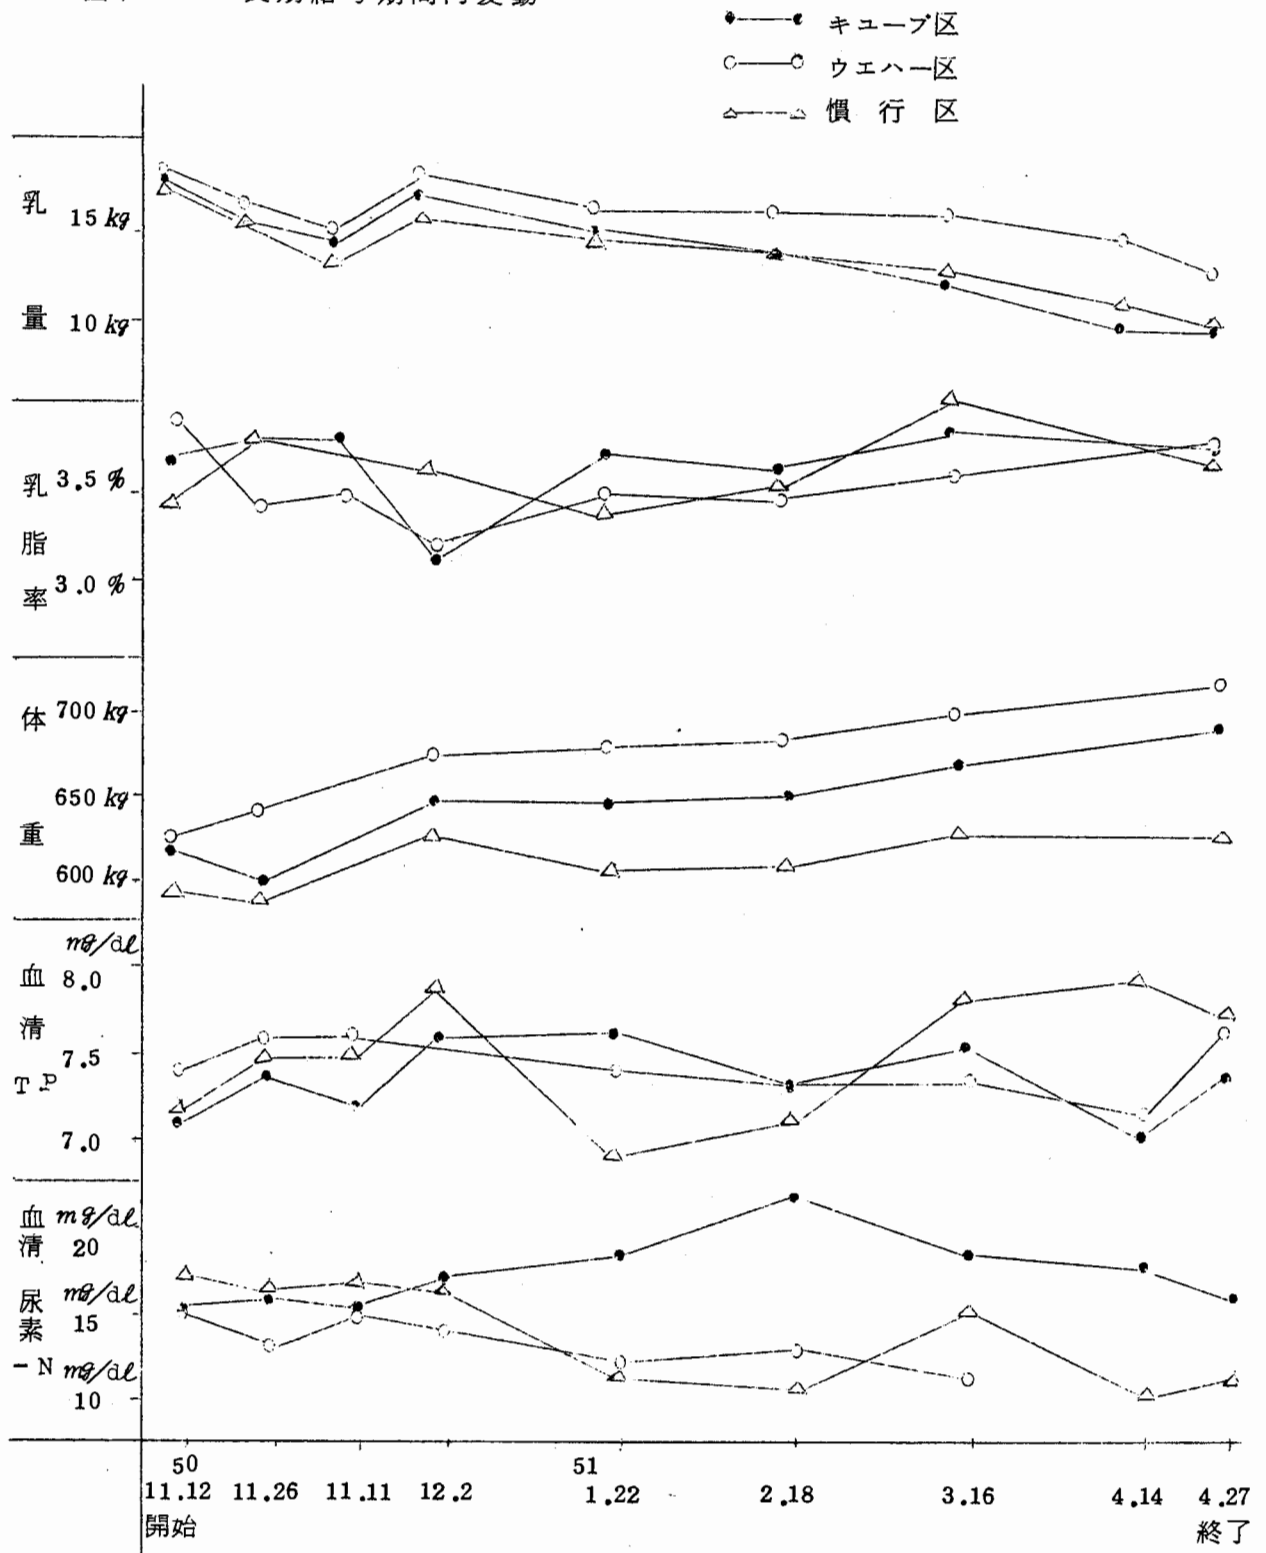 キューブ区
ウエハー区
慣行区
乳量
15 kg
10 kg
乳脂率
3.5 %
3.0 %
体重
700 kg
650 kg
600 kg
血清TP
mg/dl
8.0
7.5
7.0
血清尿素-N
mg/dl
20
mg/dl
15
mg/dl
10
50 51
11.12 11.26 11.11 12.2 1.22 2.18 3.16 4.14 4.27
開始 終了